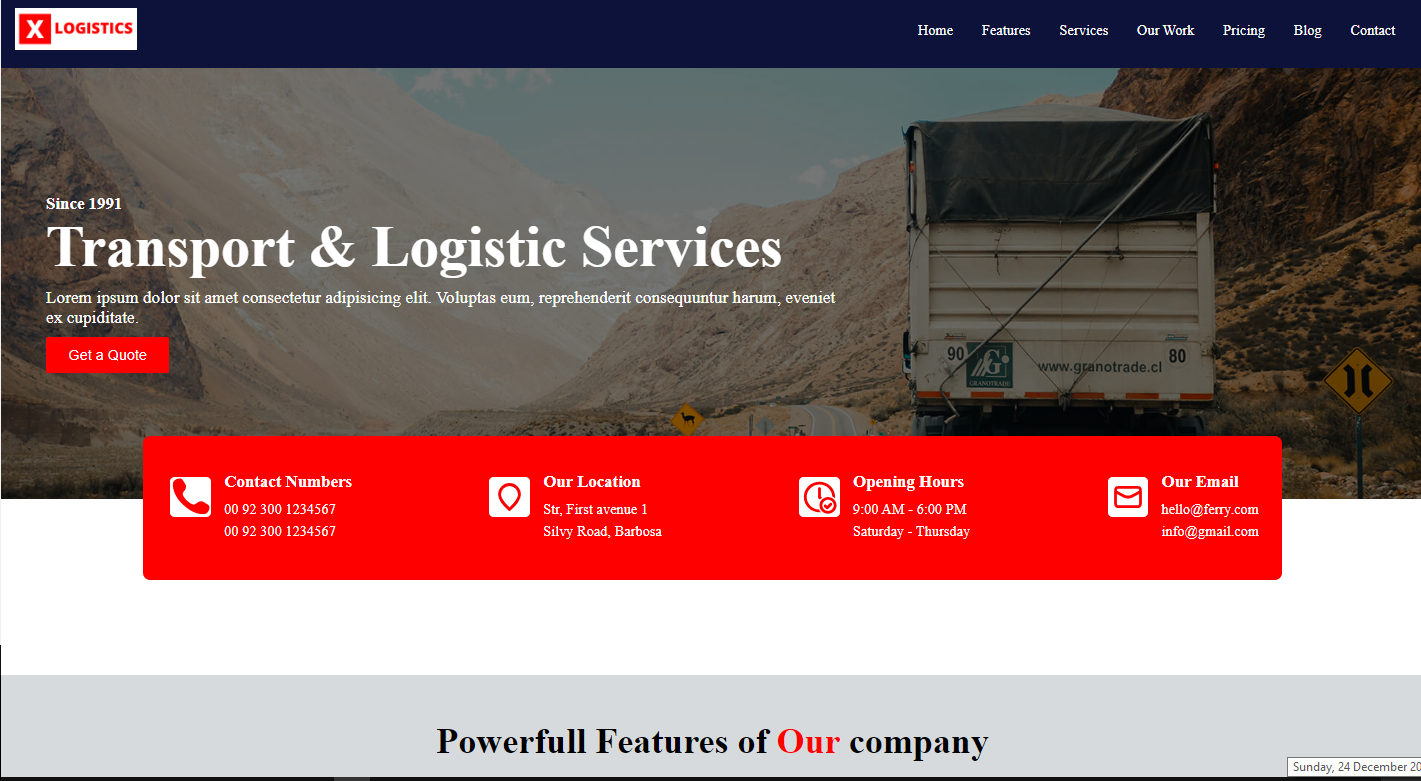 X LOGISTICS
Home Features Services Our Work Pricing Blog Contact
Since 1991
Transport & Logistic Services
Lorem ipsum dolor sit amet consectetur adipisicing elit. Voluptas eum, reprehenderit consequuntur harum, eveniet
ex cupiditate.
Get a Quote
90
GRANOTRADE
www.granotrade.cl
80
Contact Numbers
00 92 300 1234567
00 92 300 1234567
Our Location
Str, First avenue 1
Silvy Road, Barbosa
Opening Hours
9:00 AM - 6:00 PM
Saturday - Thursday
Our Email
hello@ferry.com
info@gmail.com
Powerfull Features of Our company
Sunday, 24 December 20